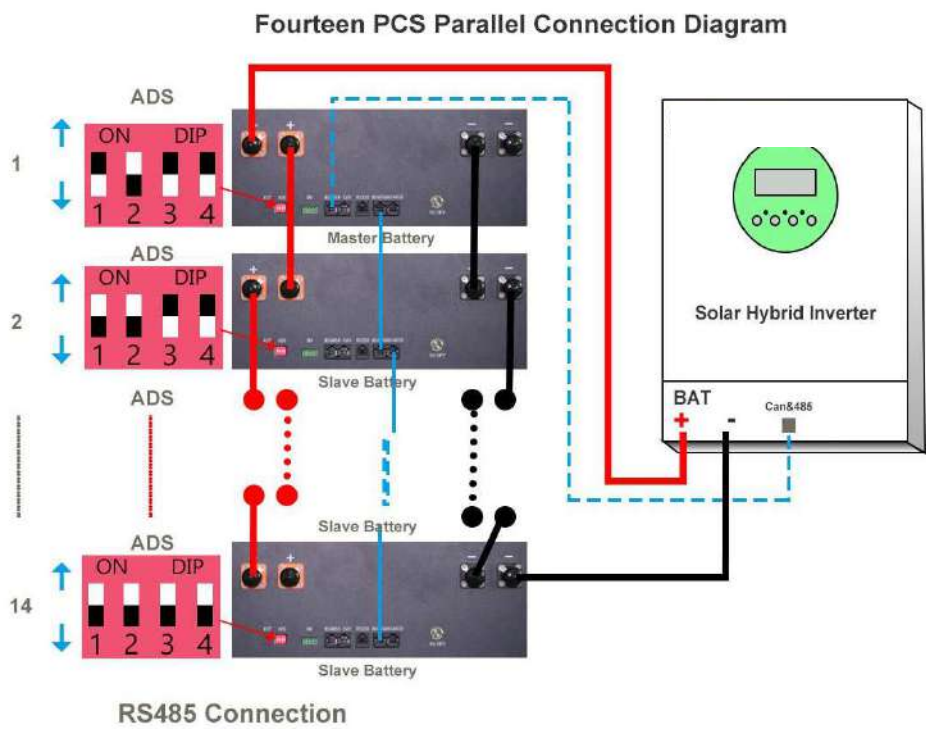 Fourteen PCS Parallel Connection Diagram
ADS
ON DIP
1
1 2 3 4
+ +
- -
Master Battery
ADS
ON DIP
2
1 2 3 4
+
-
Slave Battery
Solar Hybrid Inverter
BAT
+ -
Can&485
ADS
Slave Battery
ADS
ON DIP
14
1 2 3 4
+
- -
Slave Battery
RS485 Connection